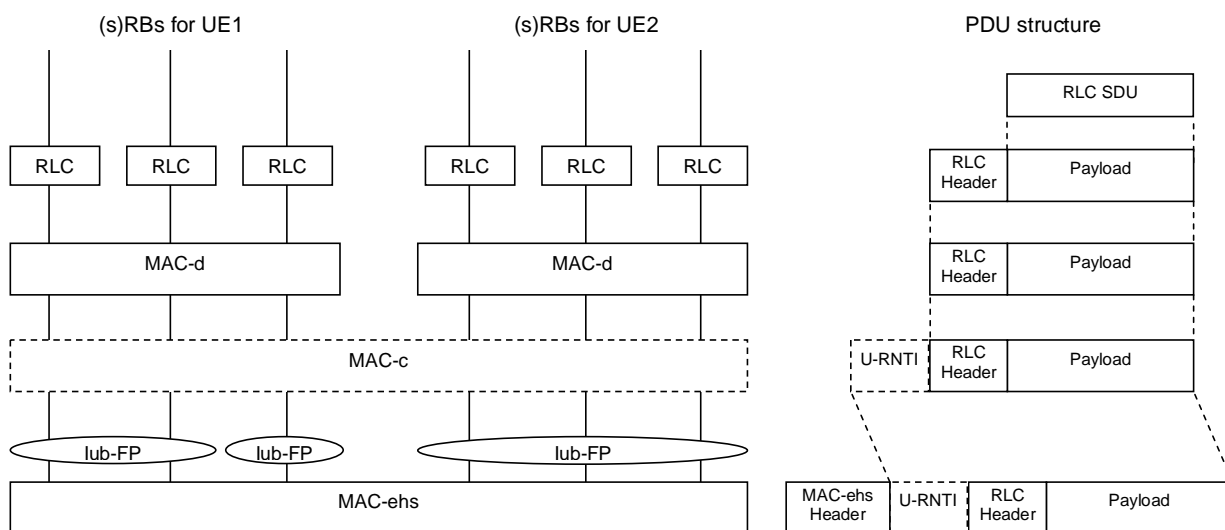 (s)RBs for UE1
(s)RBs for UE2
PDU structure
RLC SDU
RLC
RLC
RLC
RLC
RLC
RLC
RLC
Header
Payload
MAC-d
MAC-d
RLC
Header
Payload
MAC-c
U-RNTI
RLC
Header
Payload
Iub-FP
Iub-FP
Iub-FP
MAC-ehs
MAC-ehs
Header
U-RNTI
RLC
Header
Payload